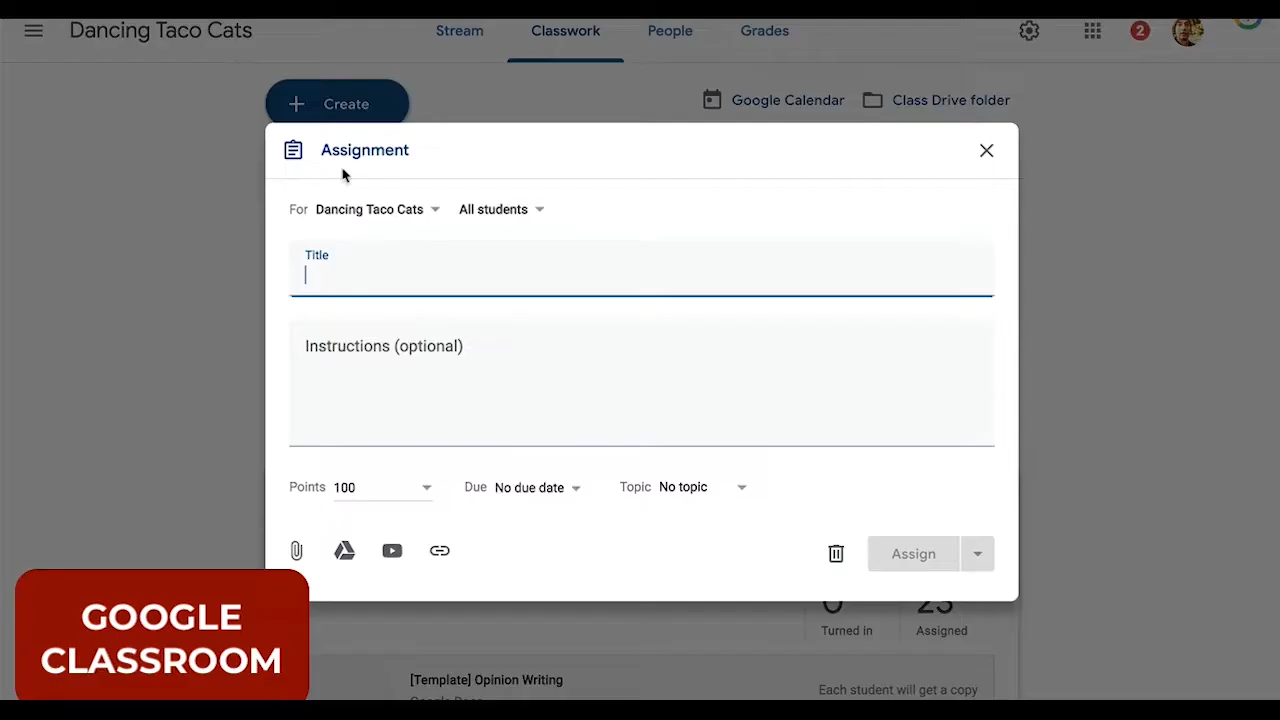 Dancing Taco Cats
Stream
Classwork
People
Grades
2
Create
Google Calendar
Class Drive folder
Assignment
For Dancing Taco Cats
All students
Title
Instructions (optional)
Points 100
Due No due date
Topic No topic
Assign
GOOGLE
CLASSROOM
0
23
Turned in
Assigned
[Template] Opinion Writing
Each student will get a copy